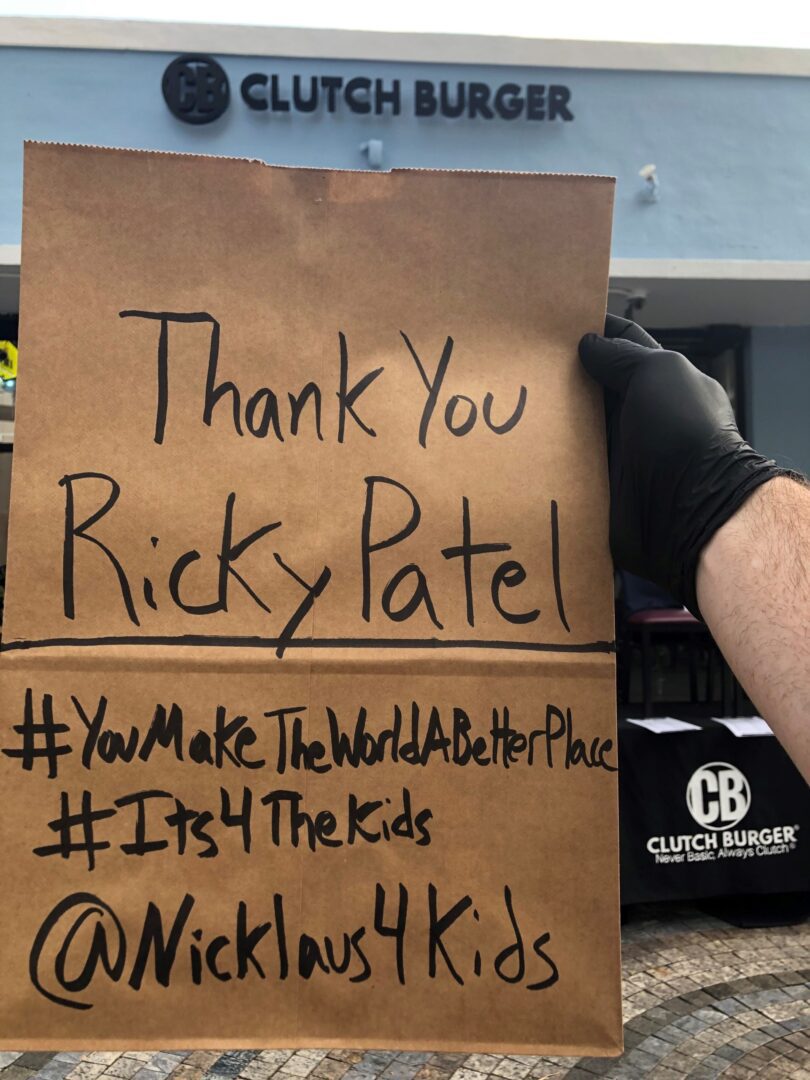 CB CLUTCH BURGER
Thank You
Ricky Patel
#YouMakeTheWorldABetterPlace
#Its4TheKids
@Nicklaus4Kids
CB
CLUTCH BURGER®
Never Basic, Always Clutch®